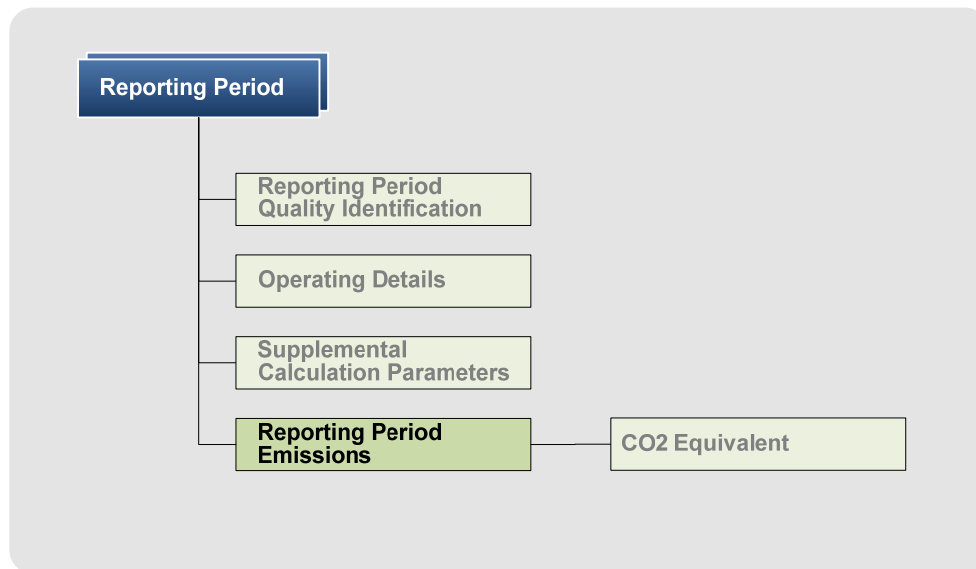 Reporting Period
Reporting Period
Quality Identification
Operating Details
Supplemental
Calculation Parameters
Reporting Period
Emissions
CO2 Equivalent